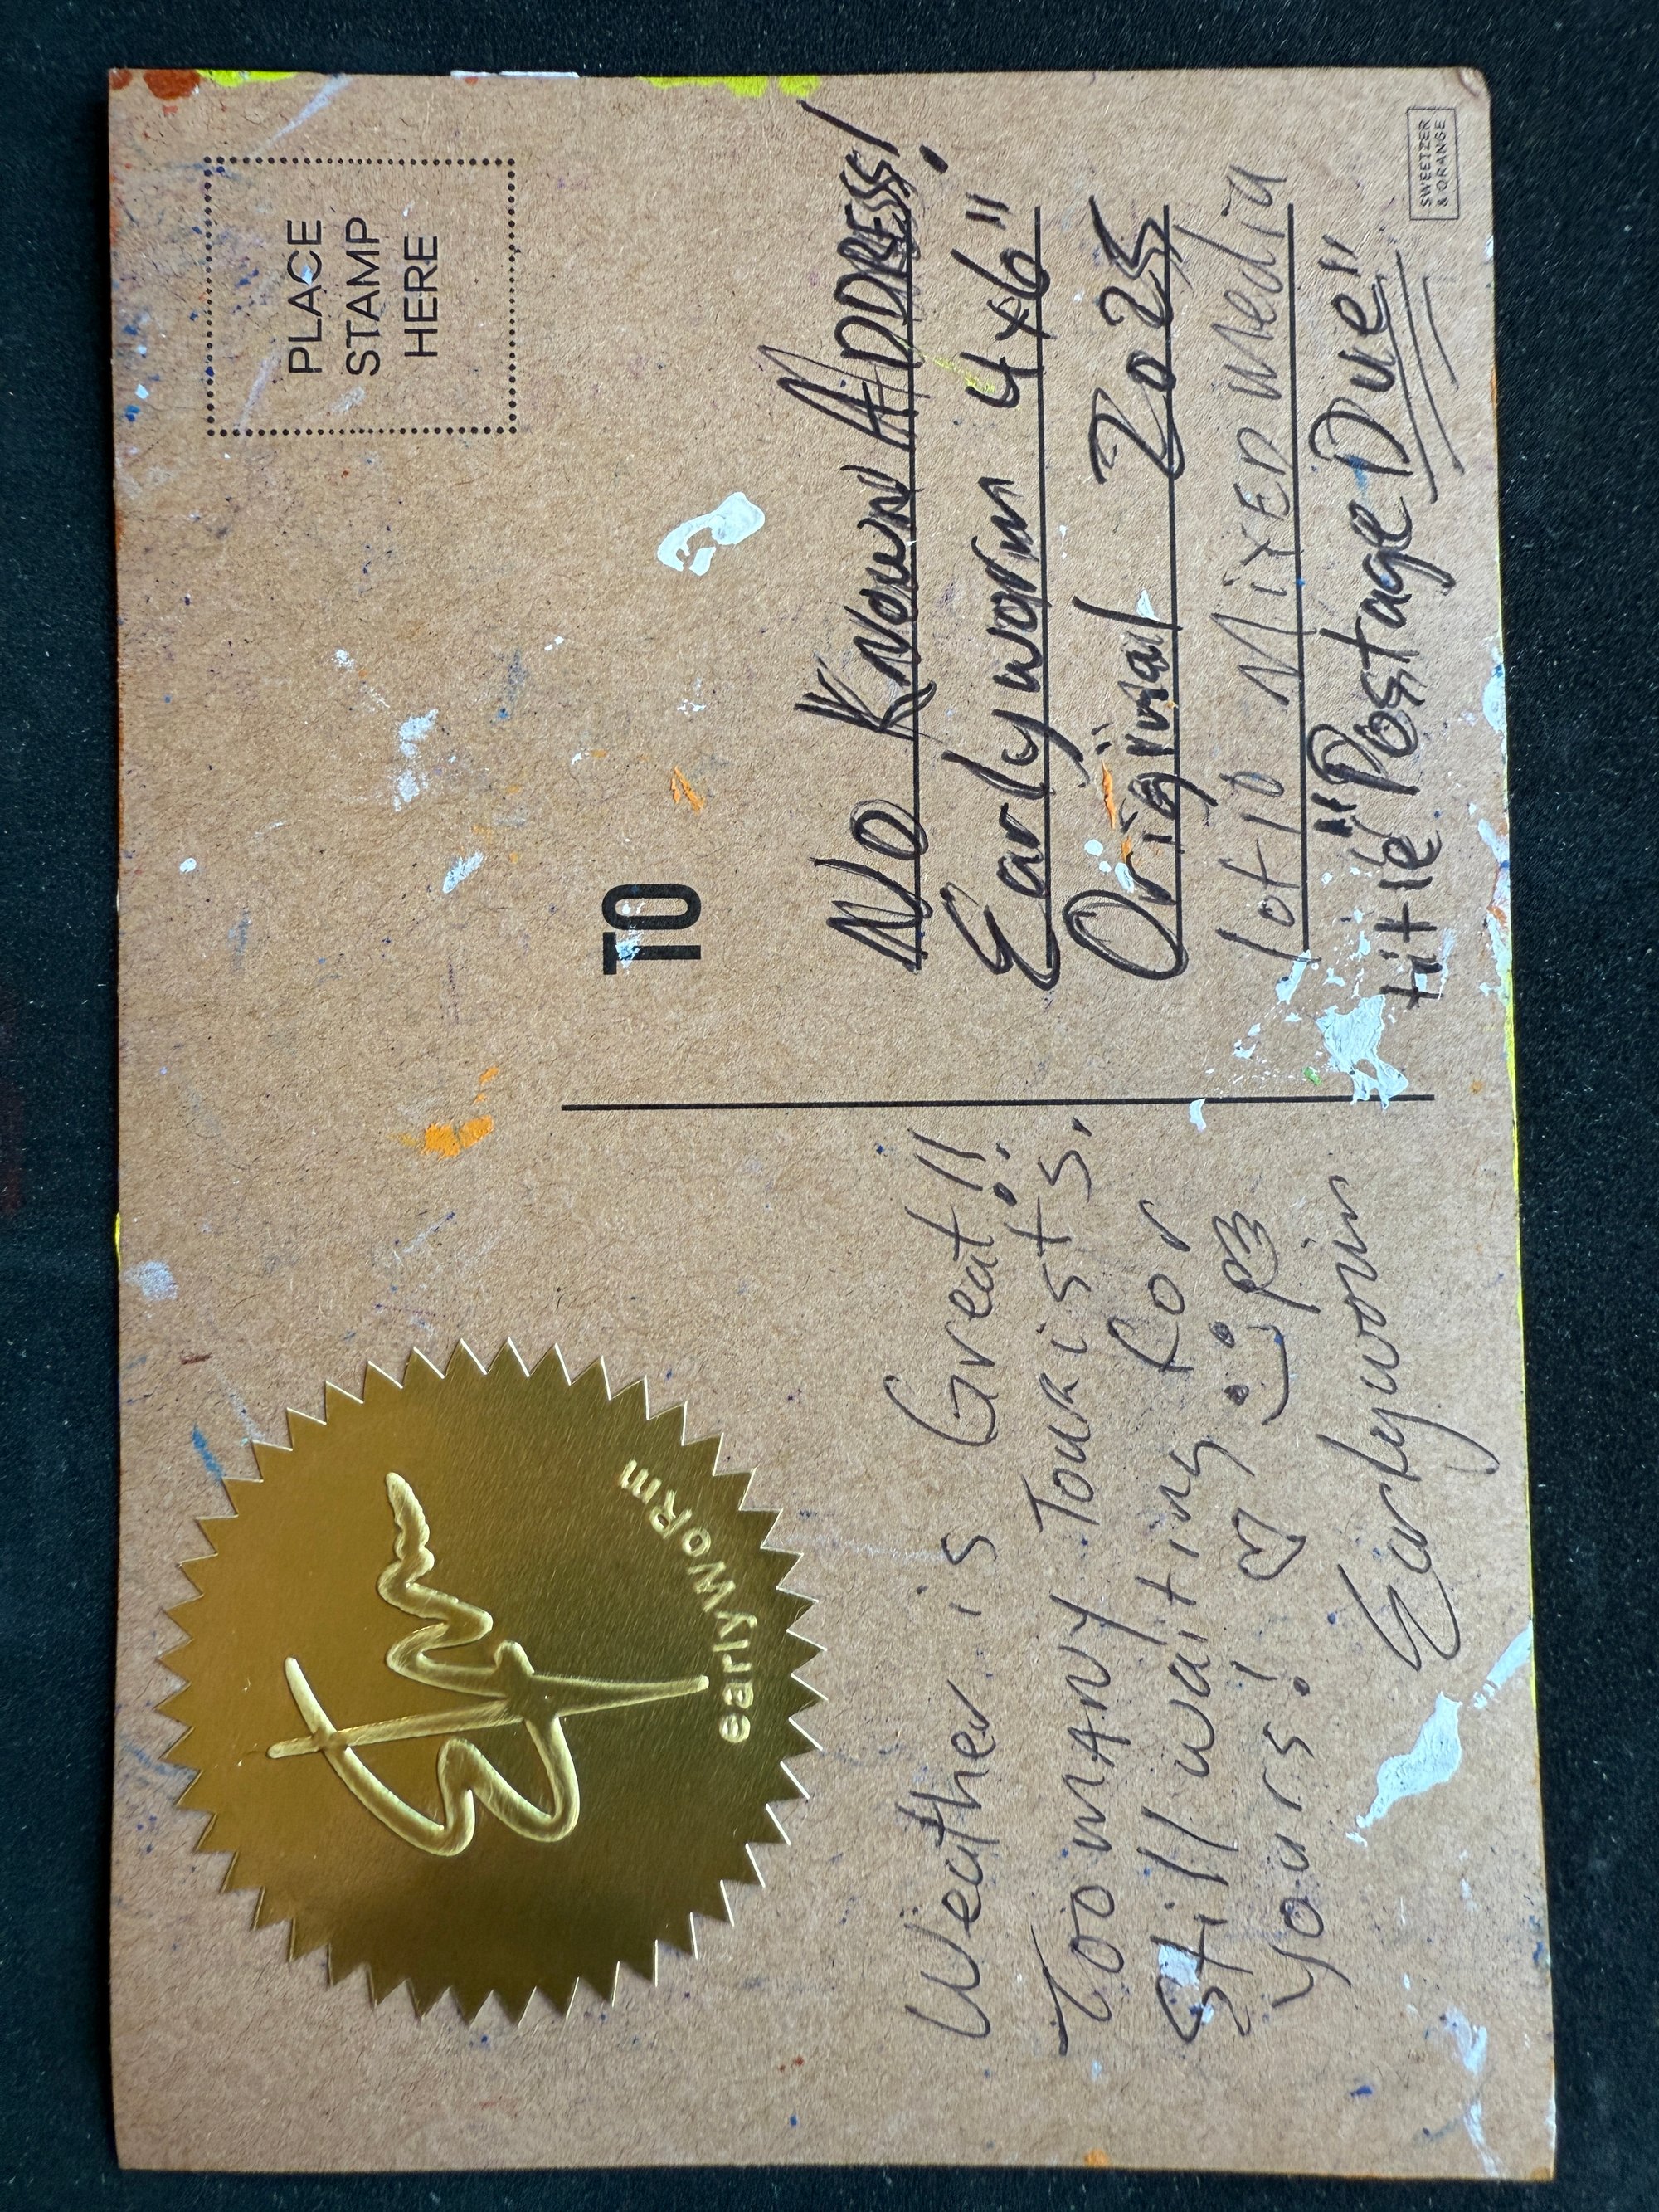 earlyWoRm
Weather is Great!!
Too many Tourists.
Still waiting for
yours!
Earlyworm
PLACE
STAMP
HERE
TO
No Known ADDRESS!
Earlyworm 4x6"
Original 2025
1 of 10 Mixed Media
title "Postage Due"
SWEETZER
& ORANGE